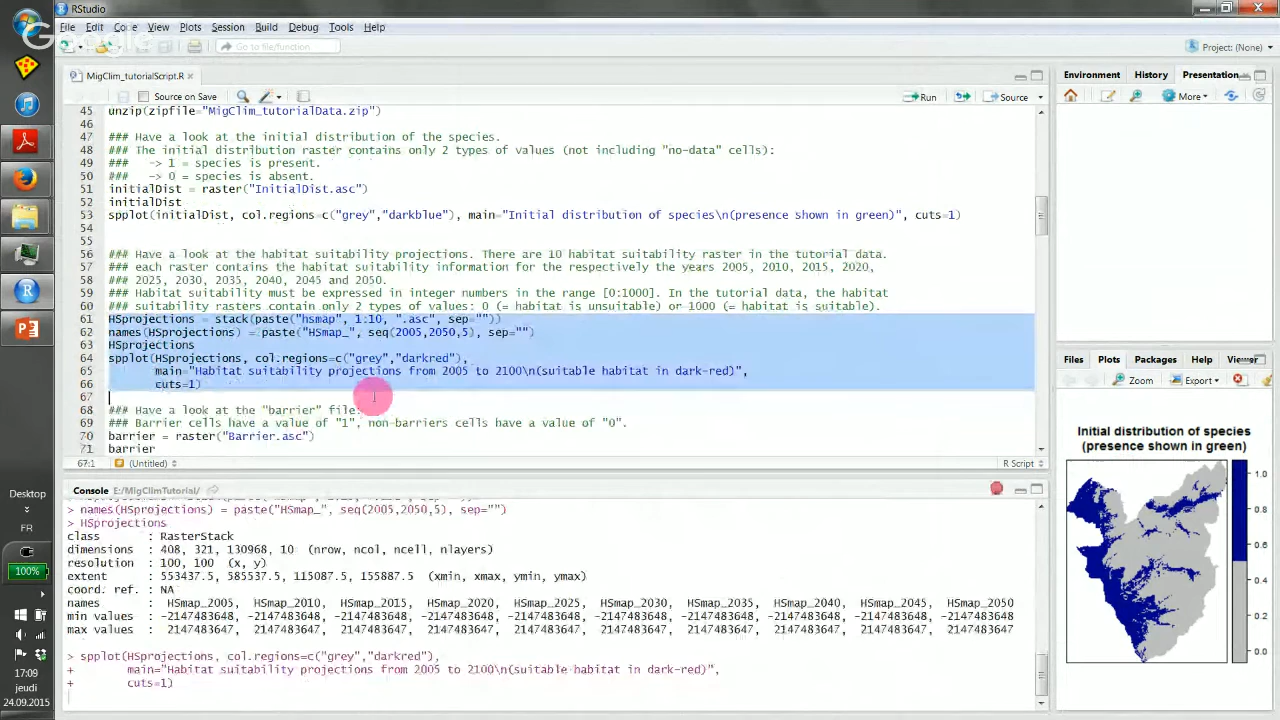 RStudio
File Edit Code View Plots Session Build Debug Tools Help
Google
Go to file/function
Project: (None)
MigClim_tutorialScript.R
Source on Save
Run
Source
45 unzip(zipfile="MigClim_tutorialData.zip")
46
47 ### Have a look at the initial distribution of the species.
48 ### The initial distribution raster contains only 2 types of values (not including "no-data" cells):
49 ### -> 1 = species is present.
50 ### -> 0 = species is absent.
51 initialDist = raster("InitialDist.asc")
52 initialDist
53 spplot(initialDist, col.regions=c("grey","darkblue"), main="Initial distribution of species\n(presence shown in green)", cuts=1)
54
55
56 ### Have a look at the habitat suitability projections. There are 10 habitat suitability raster in the tutorial data.
57 ### each raster contains the habitat suitability information for the respectively the years 2005, 2010, 2015, 2020,
58 ### 2025, 2030, 2035, 2040, 2045 and 2050.
59 ### Habitat suitability must be expressed in integer numbers in the range [0:1000]. In the tutorial data, the habitat
60 ### suitability rasters contain only 2 types of values: 0 (= habitat is unsuitable) or 1000 (= habitat is suitable).
61 HSprojections = stack(paste("hsmap", 1:10, ".asc", sep=""))
62 names(HSprojections) = paste("HSmap_", seq(2005,2050,5), sep="")
63 HSprojections
64 spplot(HSprojections, col.regions=c("grey","darkred"),
65 main="Habitat suitability projections from 2005 to 2100\n(suitable habitat in dark-red)",
66 cuts=1)
67
68 ### Have a look at the "barrier" file:
69 ### Barrier cells have a value of "1", non-barriers cells have a value of "0".
70 barrier = raster("Barrier.asc")
71 barrier
67:1 (Untitled) R Script
Console E:/MigClimTutorial/
> names(HSprojections) = paste("HSmap_", seq(2005,2050,5), sep="")
> HSprojections
class : RasterStack
dimensions : 408, 321, 130968, 10 (nrow, ncol, ncell, nlayers)
resolution : 100, 100 (x, y)
extent : 553437.5, 585537.5, 115087.5, 155887.5 (xmin, xmax, ymin, ymax)
coord. ref. : NA
names : HSmap_2005, HSmap_2010, HSmap_2015, HSmap_2020, HSmap_2025, HSmap_2030, HSmap_2035, HSmap_2040, HSmap_2045, HSmap_2050
min values : -2147483648, -2147483648, -2147483648, -2147483648, -2147483648, -2147483648, -2147483648, -2147483648, -2147483648, -2147483648
max values : 2147483647, 2147483647, 2147483647, 2147483647, 2147483647, 2147483647, 2147483647, 2147483647, 2147483647, 2147483647
> spplot(HSprojections, col.regions=c("grey","darkred"),
+ main="Habitat suitability projections from 2005 to 2100\n(suitable habitat in dark-red)",
+ cuts=1)
Environment History Presentation
More
Files Plots Packages Help Viewer
Zoom Export
Initial distribution of species
(presence shown in green)
1.0
0.8
0.6
0.4
0.2
0.0
Desktop
FR
100%
17:09
jeudi
24.09.2015